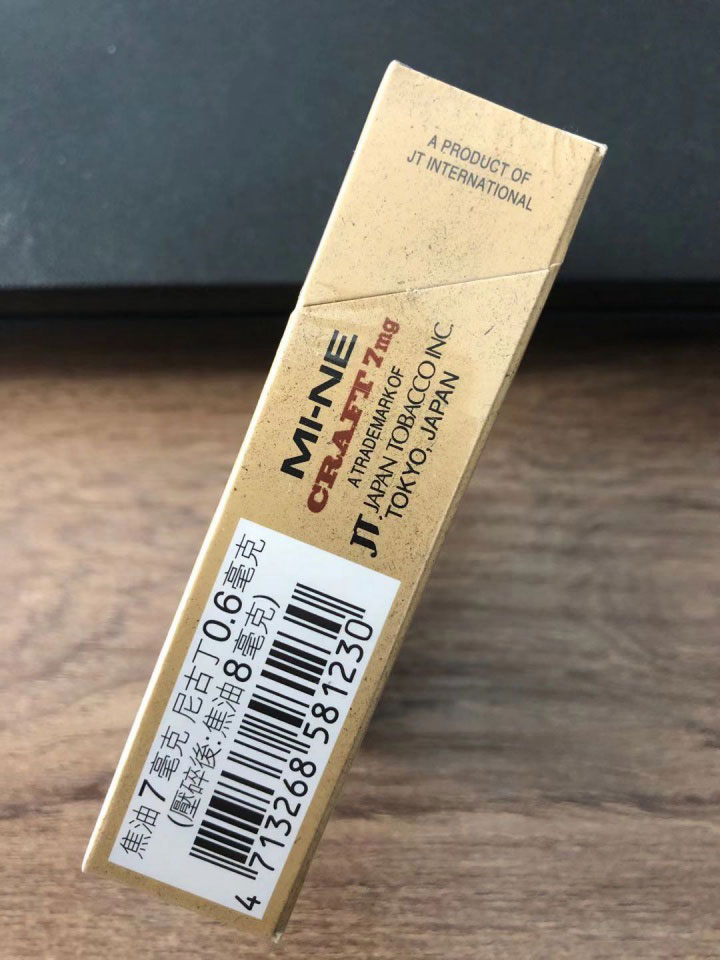 A PRODUCT OF
JT INTERNATIONAL
MI-NE
CRAFT 7mg
A TRADEMARK OF
JT JAPAN TOBACCO INC.
TOKYO, JAPAN
焦油 7 毫克 尼古丁 0.6 毫克
(壓碎後: 焦油 8 毫克)
4 713268 581230